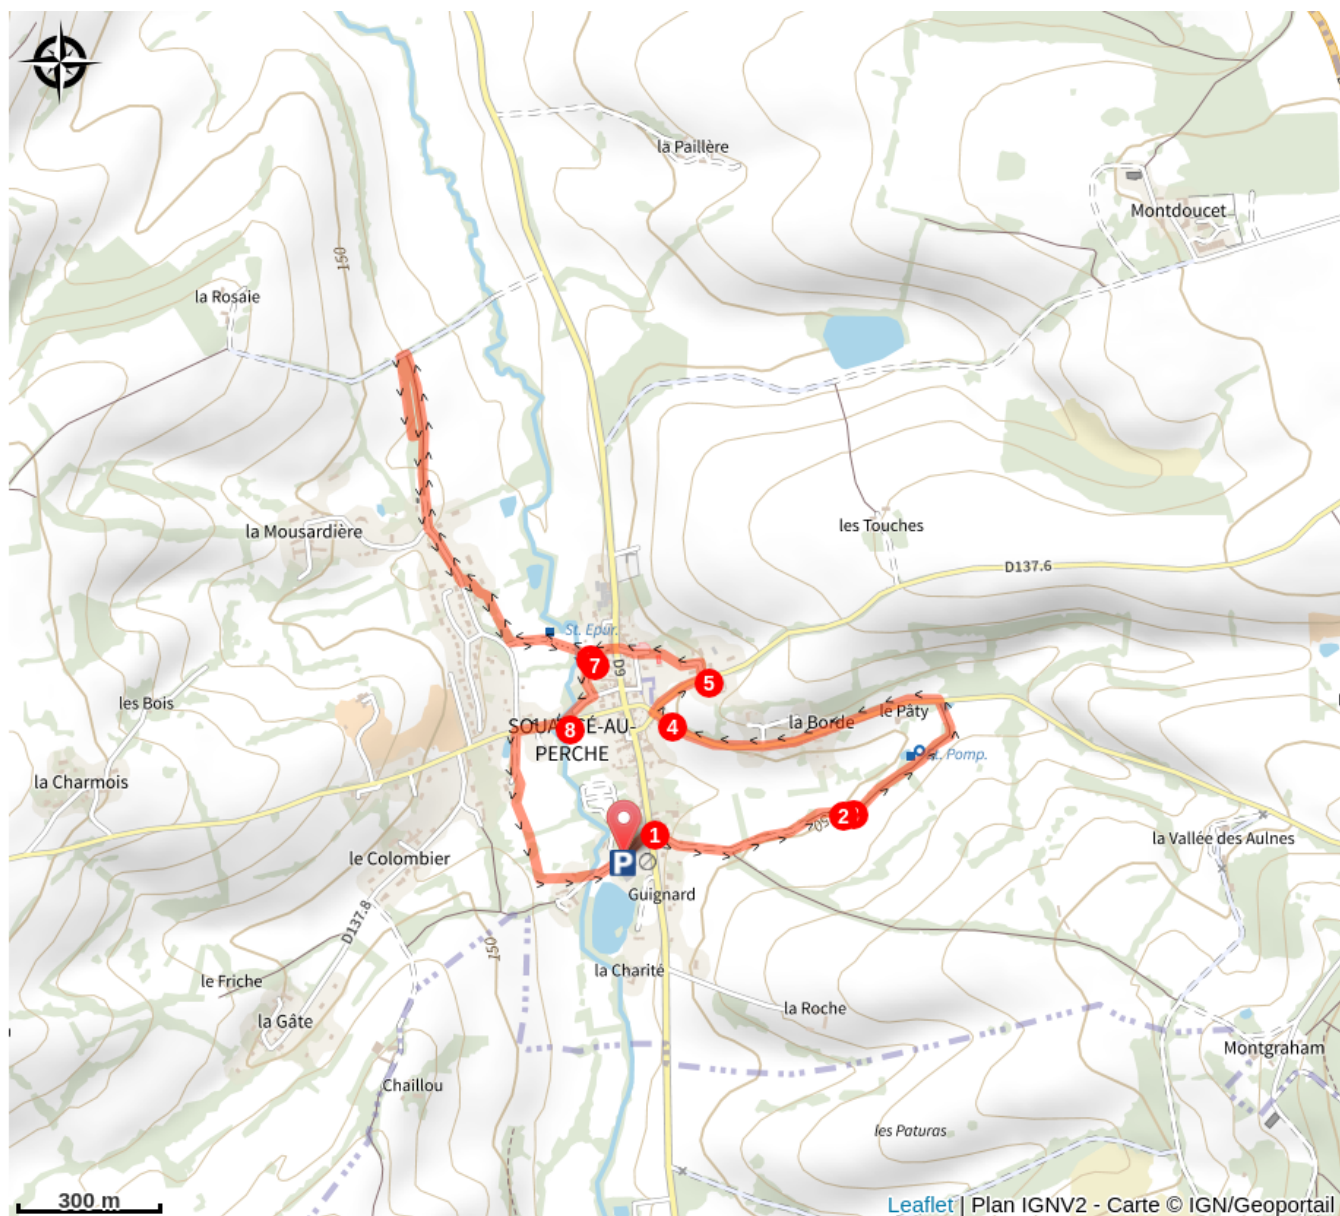 la Paillère
Montdoucet
150
la Rosaie
la Mousardière
les Touches
D137.6
St. Epur.
7
D9
5
les Bois
8
4
la Borde
le Pâty
PERCHE
St. Pomp.
la Charmois
2
1
la Vallée des Aulnes
le Colombier
P
Guignard
D137.8
150
la Charité
le Friche
la Roche
la Gâte
Montgraham
Chaillou
les Paturas
300 m
Leaflet | Plan IGNV2 - Carte © IGN/Geoportail